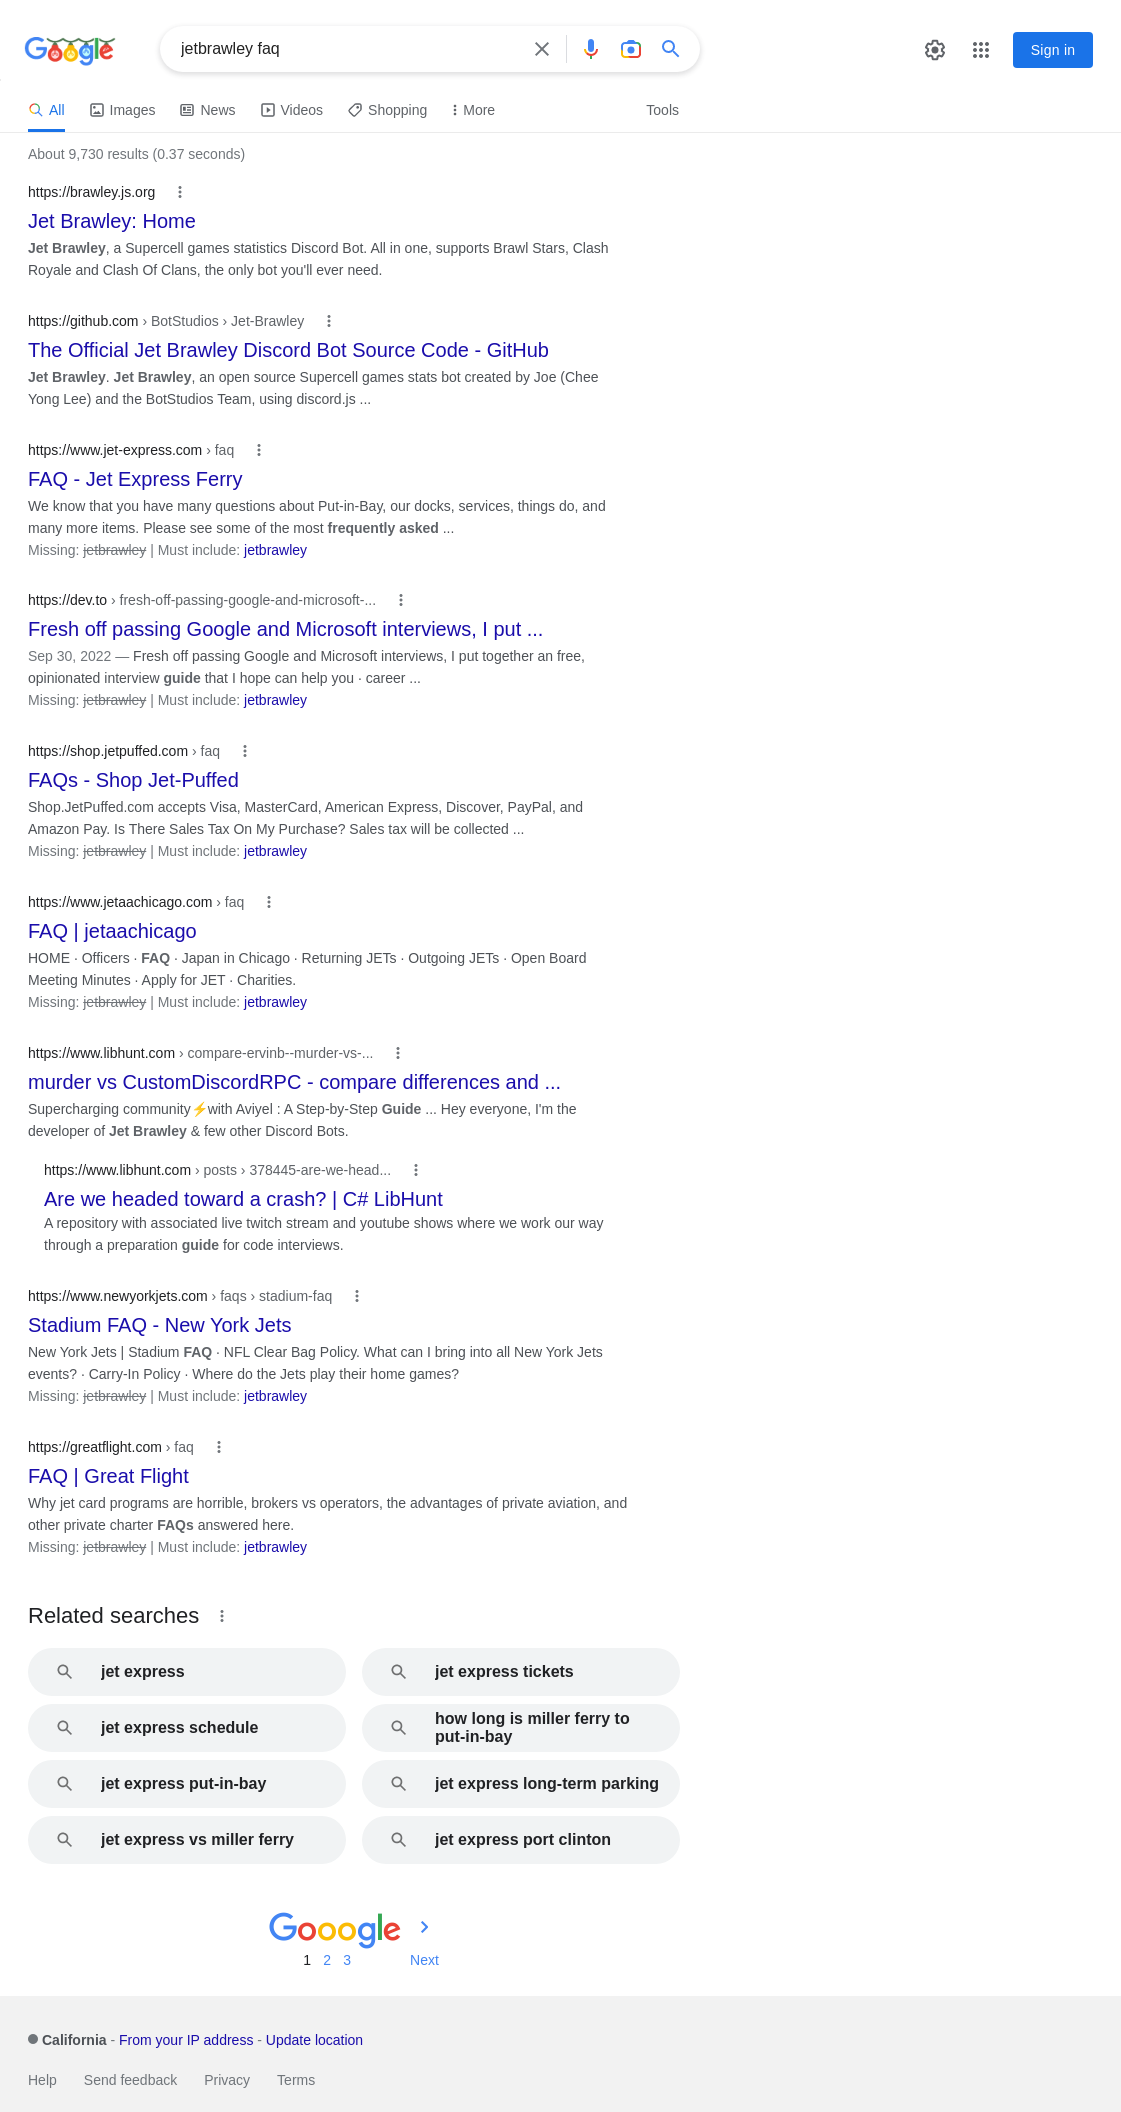 Google
jetbrawley faq
Sign in
All
Images
News
Videos
Shopping
More
Tools
About 9,730 results (0.37 seconds)
https://brawley.js.org
Jet Brawley: Home
Jet Brawley, a Supercell games statistics Discord Bot. All in one, supports Brawl Stars, Clash
Royale and Clash Of Clans, the only bot you'll ever need.
https://github.com › BotStudios › Jet-Brawley
The Official Jet Brawley Discord Bot Source Code - GitHub
Jet Brawley. Jet Brawley, an open source Supercell games stats bot created by Joe (Chee
Yong Lee) and the BotStudios Team, using discord.js ...
https://www.jet-express.com › faq
FAQ - Jet Express Ferry
We know that you have many questions about Put-in-Bay, our docks, services, things do, and
many more items. Please see some of the most frequently asked ...
Missing: jetbrawley | Must include: jetbrawley
https://dev.to › fresh-off-passing-google-and-microsoft-...
Fresh off passing Google and Microsoft interviews, I put ...
Sep 30, 2022 — Fresh off passing Google and Microsoft interviews, I put together an free,
opinionated interview guide that I hope can help you · career ...
Missing: jetbrawley | Must include: jetbrawley
https://shop.jetpuffed.com › faq
FAQs - Shop Jet-Puffed
Shop.JetPuffed.com accepts Visa, MasterCard, American Express, Discover, PayPal, and
Amazon Pay. Is There Sales Tax On My Purchase? Sales tax will be collected ...
Missing: jetbrawley | Must include: jetbrawley
https://www.jetaachicago.com › faq
FAQ | jetaachicago
HOME · Officers · FAQ · Japan in Chicago · Returning JETs · Outgoing JETs · Open Board
Meeting Minutes · Apply for JET · Charities.
Missing: jetbrawley | Must include: jetbrawley
https://www.libhunt.com › compare-ervinb--murder-vs-...
murder vs CustomDiscordRPC - compare differences and ...
Supercharging community⚡with Aviyel : A Step-by-Step Guide ... Hey everyone, I'm the
developer of Jet Brawley & few other Discord Bots.
https://www.libhunt.com › posts › 378445-are-we-head...
Are we headed toward a crash? | C# LibHunt
A repository with associated live twitch stream and youtube shows where we work our way
through a preparation guide for code interviews.
https://www.newyorkjets.com › faqs › stadium-faq
Stadium FAQ - New York Jets
New York Jets | Stadium FAQ · NFL Clear Bag Policy. What can I bring into all New York Jets
events? · Carry-In Policy · Where do the Jets play their home games?
Missing: jetbrawley | Must include: jetbrawley
https://greatflight.com › faq
FAQ | Great Flight
Why jet card programs are horrible, brokers vs operators, the advantages of private aviation, and
other private charter FAQs answered here.
Missing: jetbrawley | Must include: jetbrawley
Related searches
jet express
jet express tickets
jet express schedule
how long is miller ferry to
put-in-bay
jet express put-in-bay
jet express long-term parking
jet express vs miller ferry
jet express port clinton
Gooogle
1 2 3 Next
California - From your IP address - Update location
Help Send feedback Privacy Terms